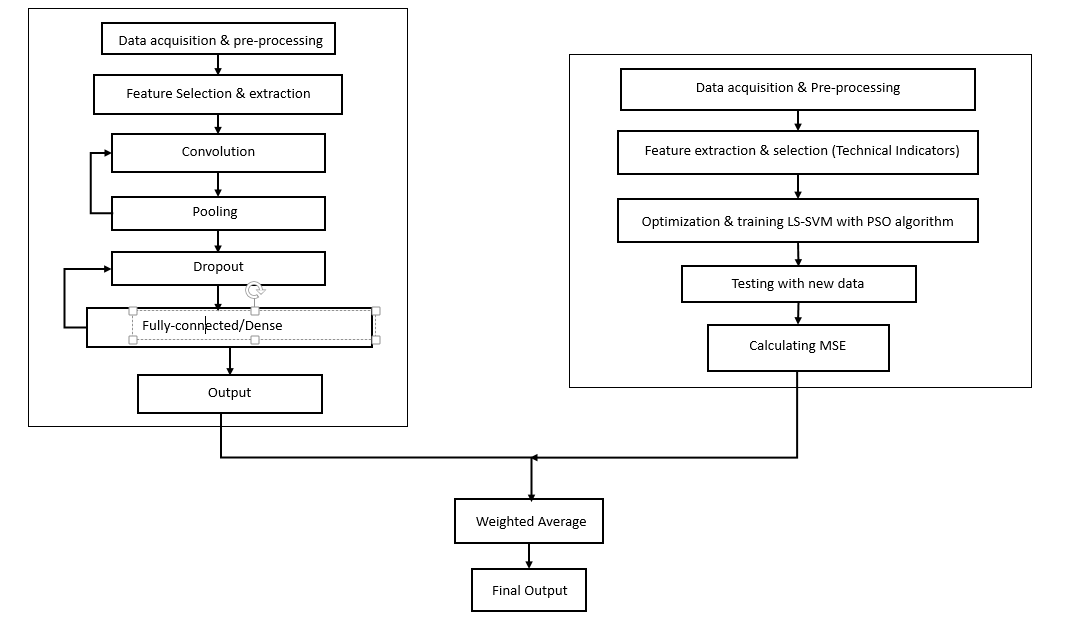 Data acquisition & pre-processing
Feature Selection & extraction
Convolution
Pooling
Dropout
Fully-connected/Dense
Output
Data acquisition & Pre-processing
Feature extraction & selection (Technical Indicators)
Optimization & training LS-SVM with PSO algorithm
Testing with new data
Calculating MSE
Weighted Average
Final Output